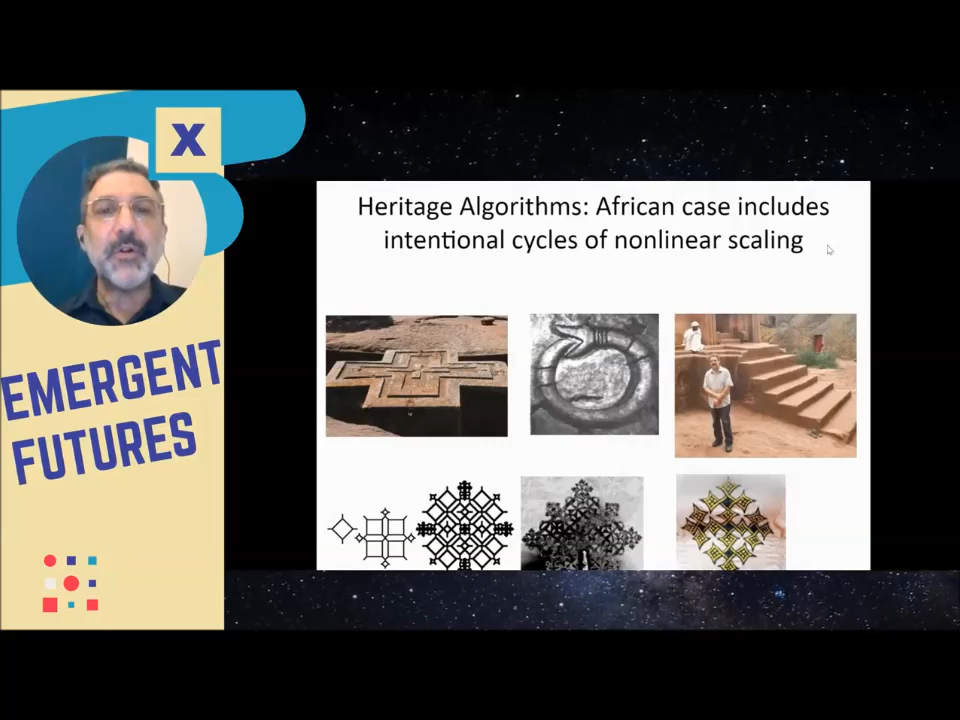 X
EMERGENT
FUTURES
Heritage Algorithms: African case includes
intentional cycles of nonlinear scaling